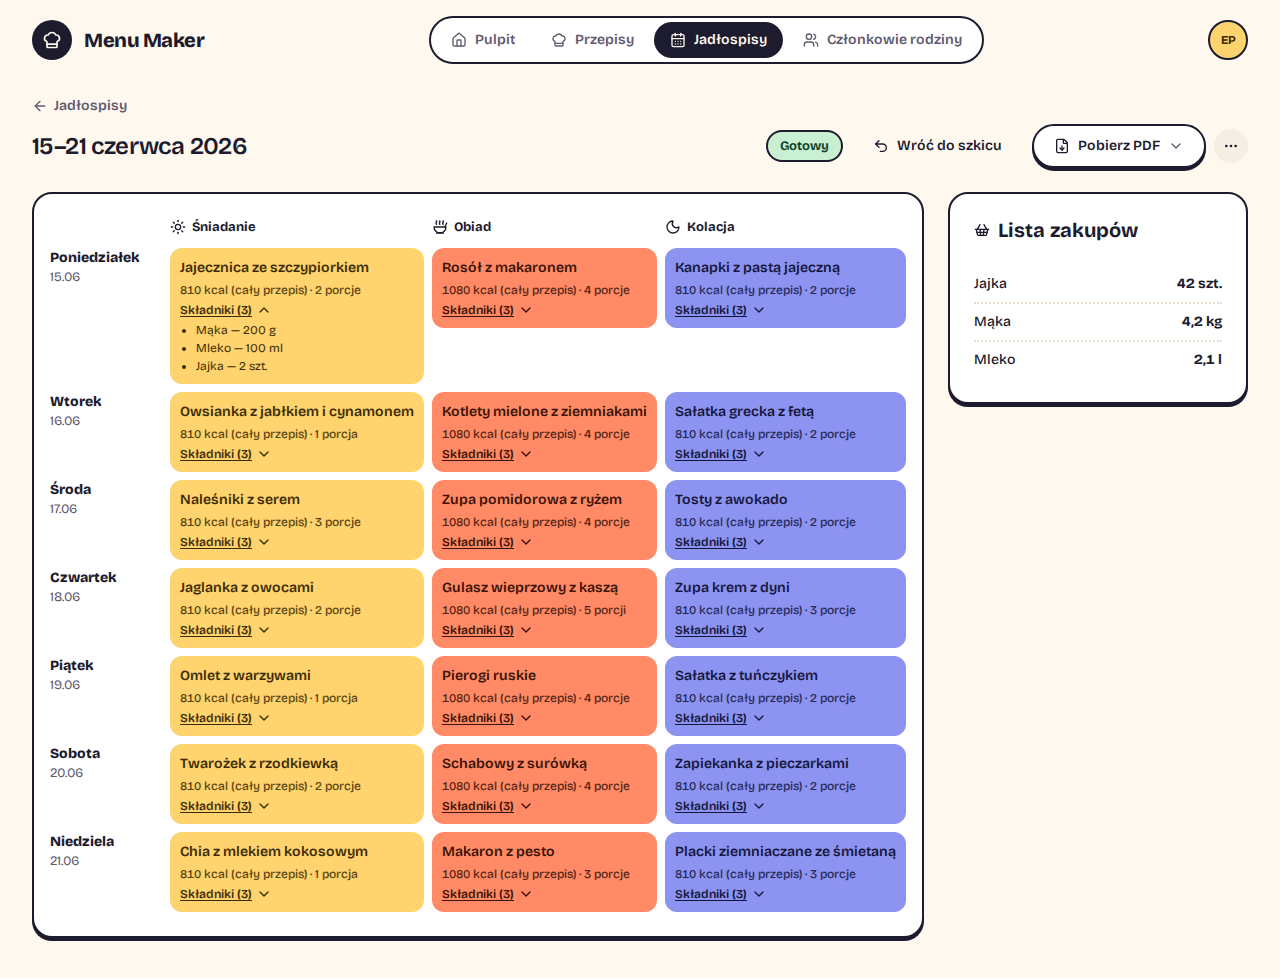 Menu Maker
Pulpit
Przepisy
Jadłospisy
Członkowie rodziny
EP
Jadłospisy
15–21 czerwca 2026
Gotowy
Wróć do szkicu
Pobierz PDF
Śniadanie
Obiad
Kolacja
Poniedziałek
15.06
Jajecznica ze szczypiorkiem
810 kcal (cały przepis) · 2 porcje
Składniki (3)
• Mąka — 200 g
• Mleko — 100 ml
• Jajka — 2 szt.
Rosół z makaronem
1080 kcal (cały przepis) · 4 porcje
Składniki (3)
Kanapki z pastą jajeczną
810 kcal (cały przepis) · 2 porcje
Składniki (3)
Wtorek
16.06
Owsianka z jabłkiem i cynamonem
810 kcal (cały przepis) · 1 porcja
Składniki (3)
Kotlety mielone z ziemniakami
1080 kcal (cały przepis) · 4 porcje
Składniki (3)
Sałatka grecka z fetą
810 kcal (cały przepis) · 2 porcje
Składniki (3)
Środa
17.06
Naleśniki z serem
810 kcal (cały przepis) · 3 porcje
Składniki (3)
Zupa pomidorowa z ryżem
1080 kcal (cały przepis) · 4 porcje
Składniki (3)
Tosty z awokado
810 kcal (cały przepis) · 2 porcje
Składniki (3)
Czwartek
18.06
Jaglanka z owocami
810 kcal (cały przepis) · 2 porcje
Składniki (3)
Gulasz wieprzowy z kaszą
1080 kcal (cały przepis) · 5 porcji
Składniki (3)
Zupa krem z dyni
810 kcal (cały przepis) · 3 porcje
Składniki (3)
Piątek
19.06
Omlet z warzywami
810 kcal (cały przepis) · 1 porcja
Składniki (3)
Pierogi ruskie
1080 kcal (cały przepis) · 4 porcje
Składniki (3)
Sałatka z tuńczykiem
810 kcal (cały przepis) · 2 porcje
Składniki (3)
Sobota
20.06
Twarożek z rzodkiewką
810 kcal (cały przepis) · 2 porcje
Składniki (3)
Schabowy z surówką
1080 kcal (cały przepis) · 4 porcje
Składniki (3)
Zapiekanka z pieczarkami
810 kcal (cały przepis) · 2 porcje
Składniki (3)
Niedziela
21.06
Chia z mlekiem kokosowym
810 kcal (cały przepis) · 1 porcja
Składniki (3)
Makaron z pesto
1080 kcal (cały przepis) · 3 porcje
Składniki (3)
Placki ziemniaczane ze śmietaną
810 kcal (cały przepis) · 3 porcje
Składniki (3)
Lista zakupów
Jajka 42 szt.
Mąka 4,2 kg
Mleko 2,1 l